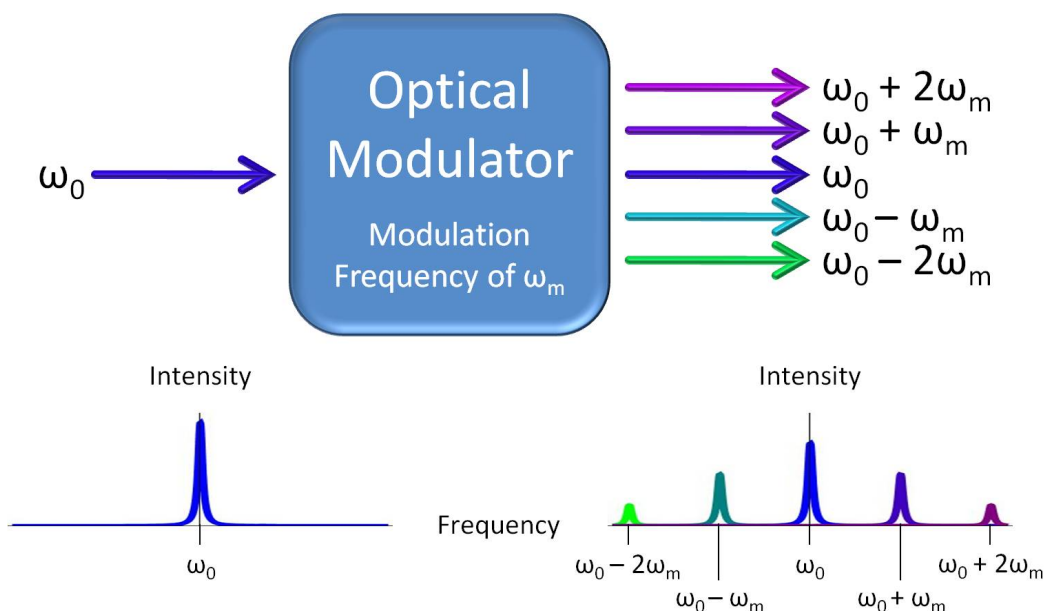 ω₀
Optical
Modulator
Modulation
Frequency of ωₘ
ω₀ + 2ωₘ
ω₀ + ωₘ
ω₀
ω₀ – ωₘ
ω₀ – 2ωₘ
Intensity
ω₀
Frequency
Intensity
ω₀ – 2ωₘ
ω₀ – ωₘ
ω₀
ω₀ + ωₘ
ω₀ + 2ωₘ